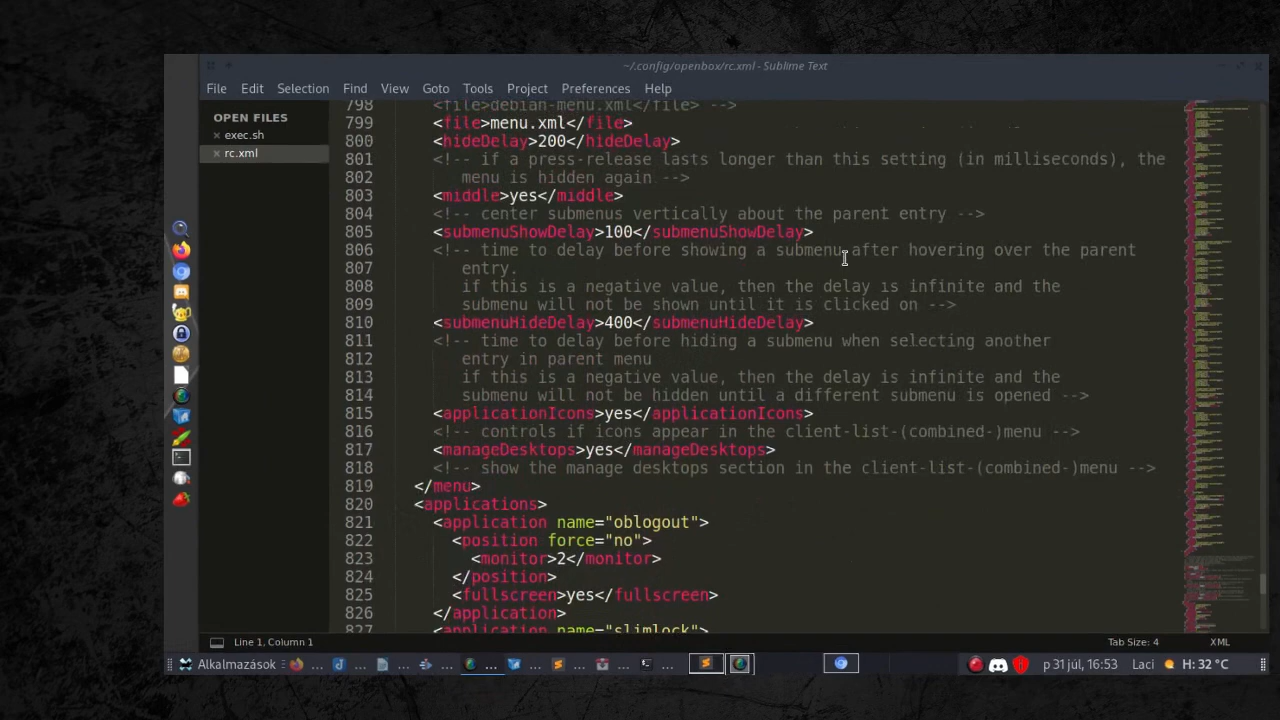 ~/.config/openbox/rc.xml - Sublime Text
File Edit Selection Find View Goto Tools Project Preferences Help
OPEN FILES
exec.sh
rc.xml
798 <file>debian-menu.xml</file> -->
799 <file>menu.xml</file>
800 <hideDelay>200</hideDelay>
801 <!-- if a press-release lasts longer than this setting (in milliseconds), the
802 menu is hidden again -->
803 <middle>yes</middle>
804 <!-- center submenus vertically about the parent entry -->
805 <submenuShowDelay>100</submenuShowDelay>
806 <!-- time to delay before showing a submenu after hovering over the parent
807 entry.
808 if this is a negative value, then the delay is infinite and the
809 submenu will not be shown until it is clicked on -->
810 <submenuHideDelay>400</submenuHideDelay>
811 <!-- time to delay before hiding a submenu when selecting another
812 entry in parent menu
813 if this is a negative value, then the delay is infinite and the
814 submenu will not be hidden until a different submenu is opened -->
815 <applicationIcons>yes</applicationIcons>
816 <!-- controls if icons appear in the client-list-(combined-)menu -->
817 <manageDesktops>yes</manageDesktops>
818 <!-- show the manage desktops section in the client-list-(combined-)menu -->
819 </menu>
820 <applications>
821 <application name="oblogout">
822 <position force="no">
823 <monitor>2</monitor>
824 </position>
825 <fullscreen>yes</fullscreen>
826 </application>
827 <application name="slimlock">
Line 1, Column 1 Tab Size: 4 XML
Alkalmazások ... ... ... ... ... ... ... ... ... p 31 júl, 16:53 Laci H: 32 °C